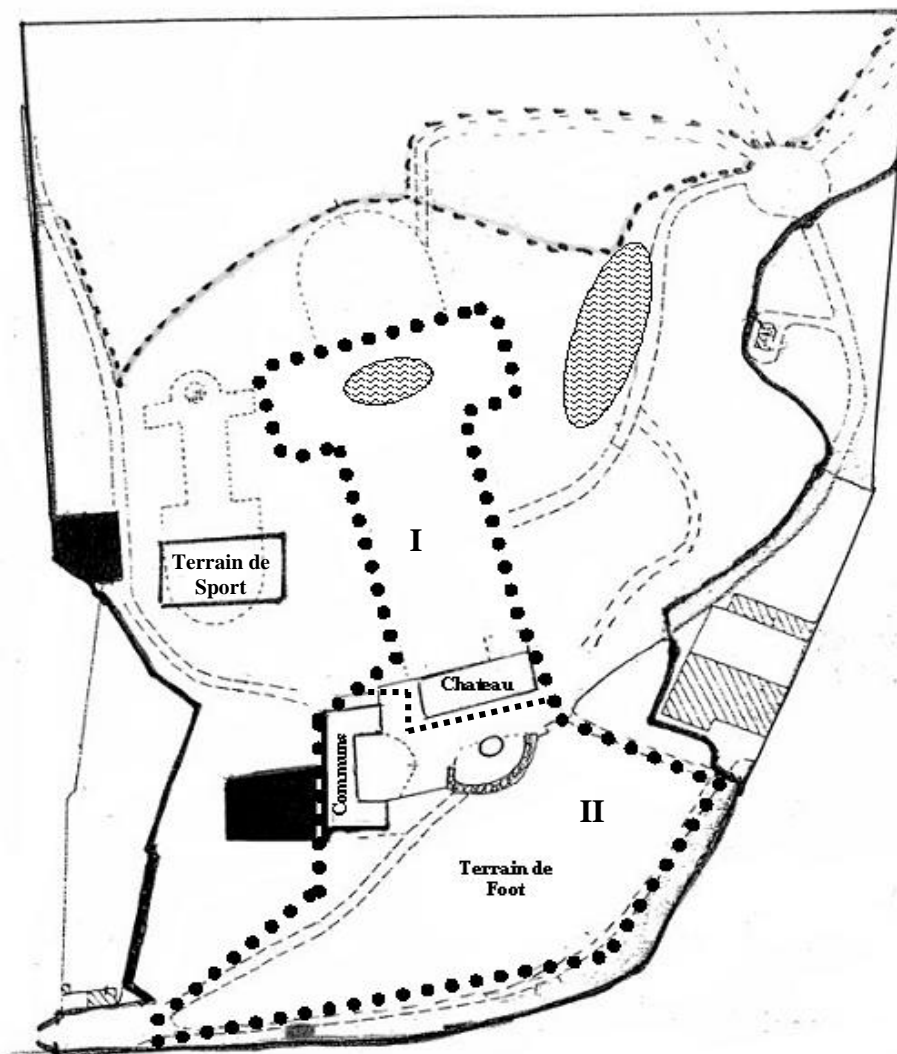 I
Terrain de
Sport
Chateau
Communs
II
Terrain de
Foot